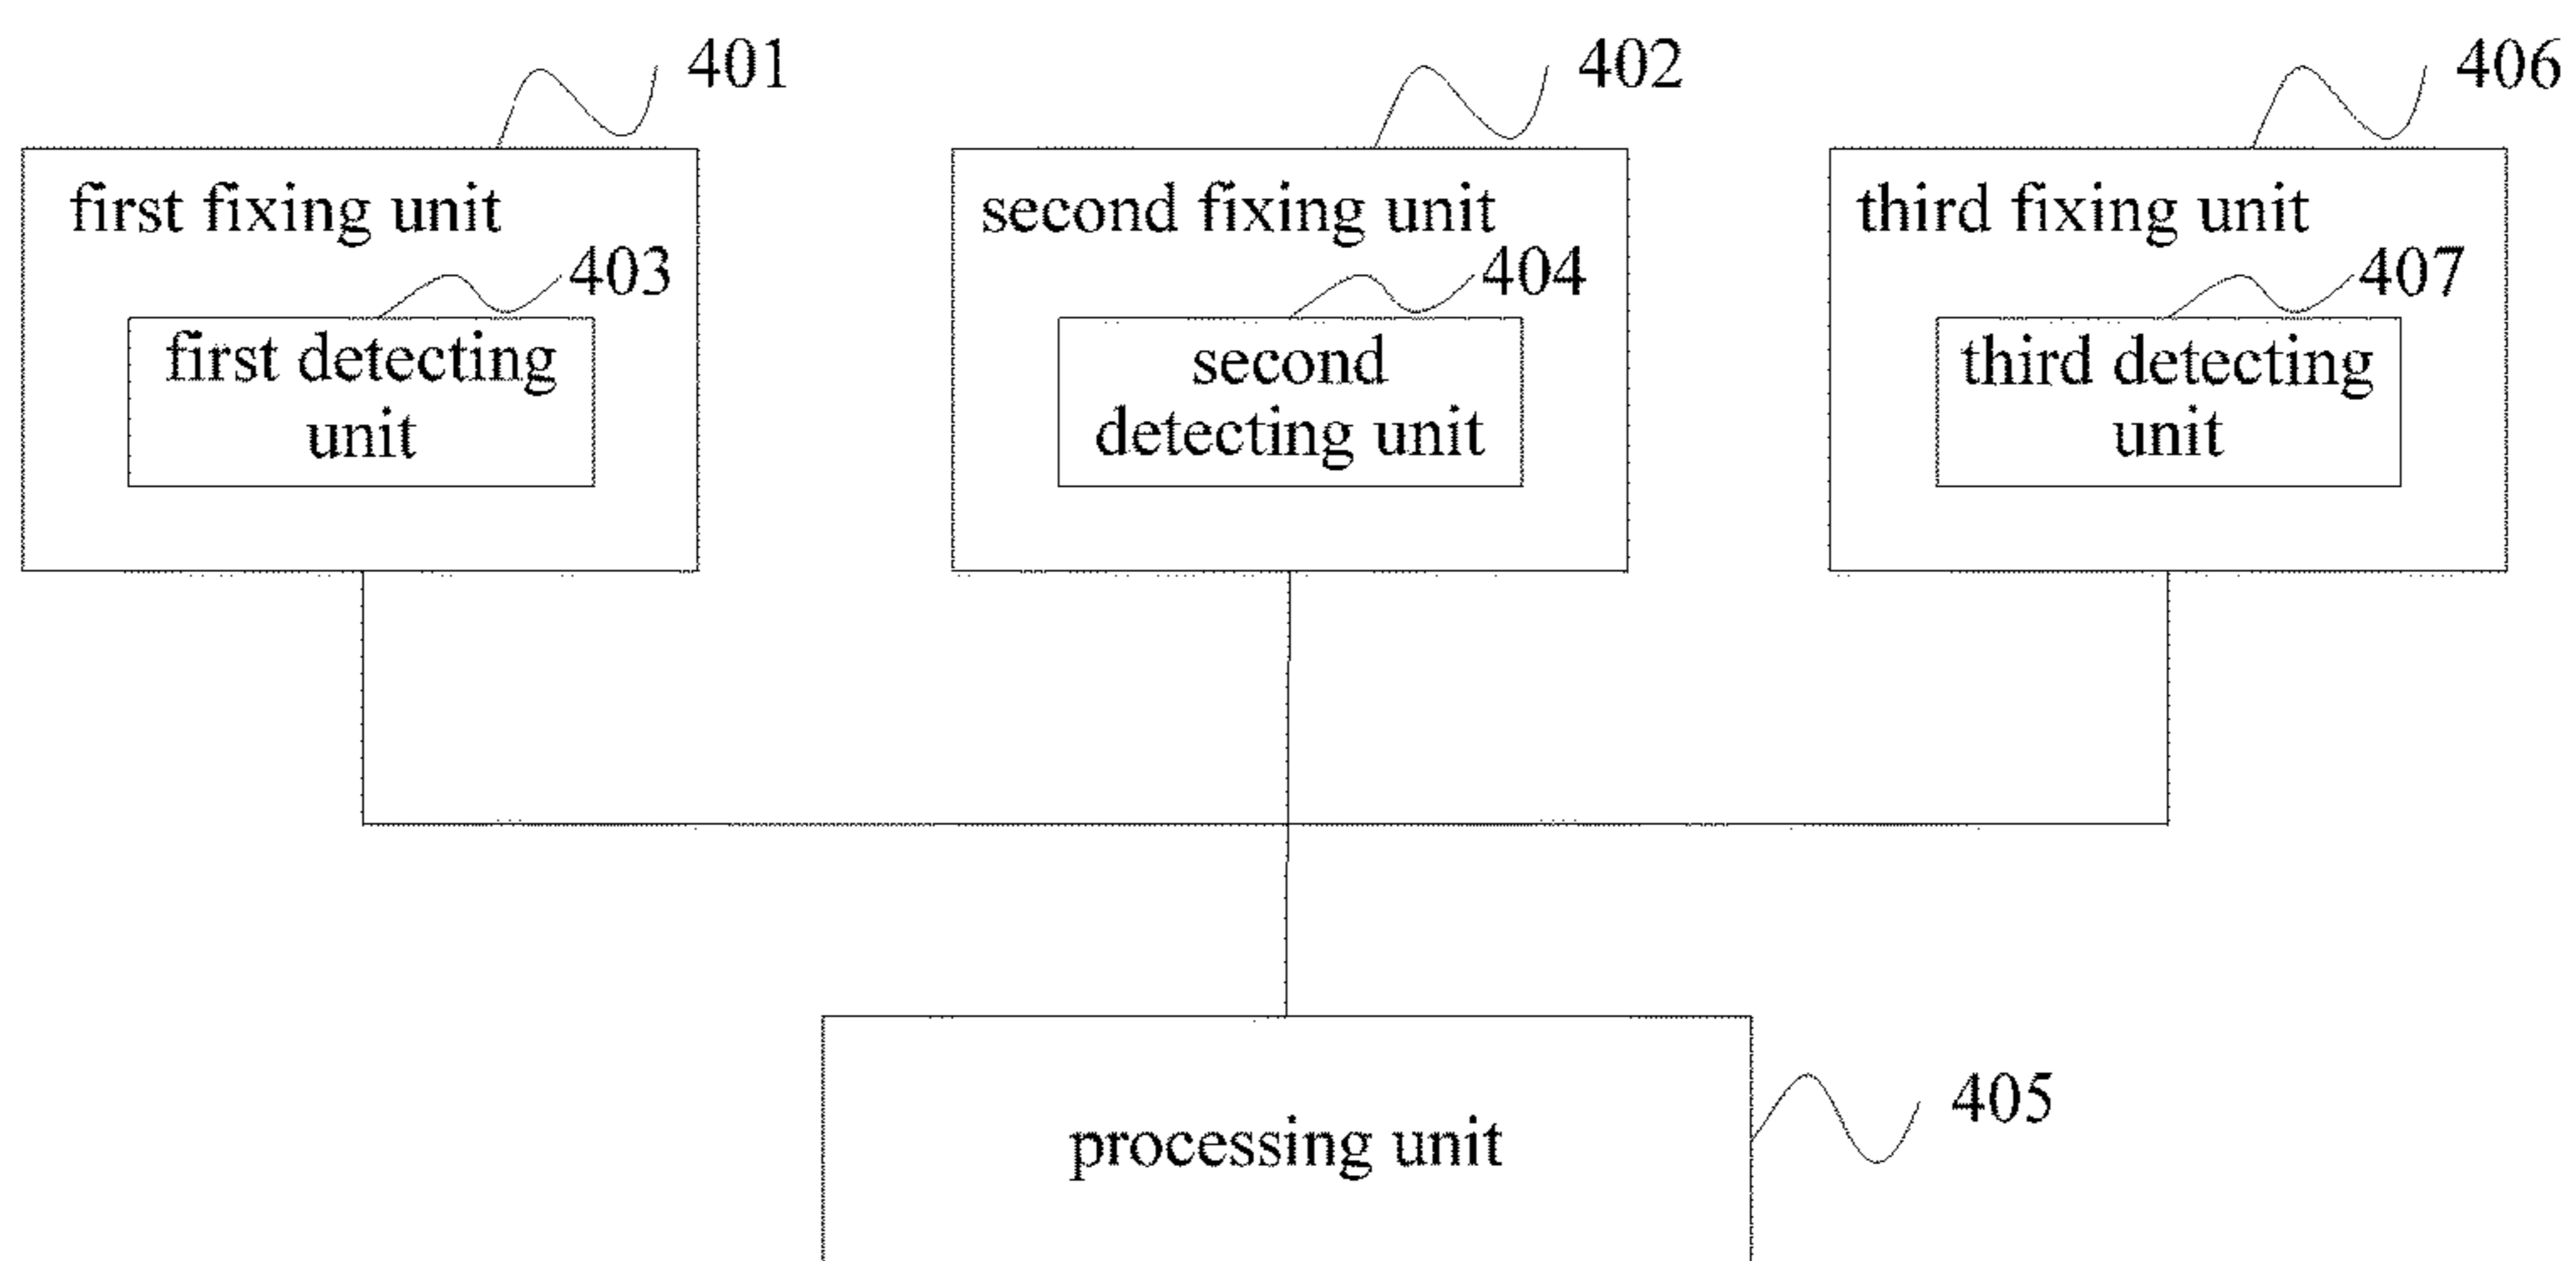 401
402
406
first fixing unit
second fixing unit
third fixing unit
403
404
407
first detecting
unit
second
detecting unit
third detecting
unit
405
processing unit